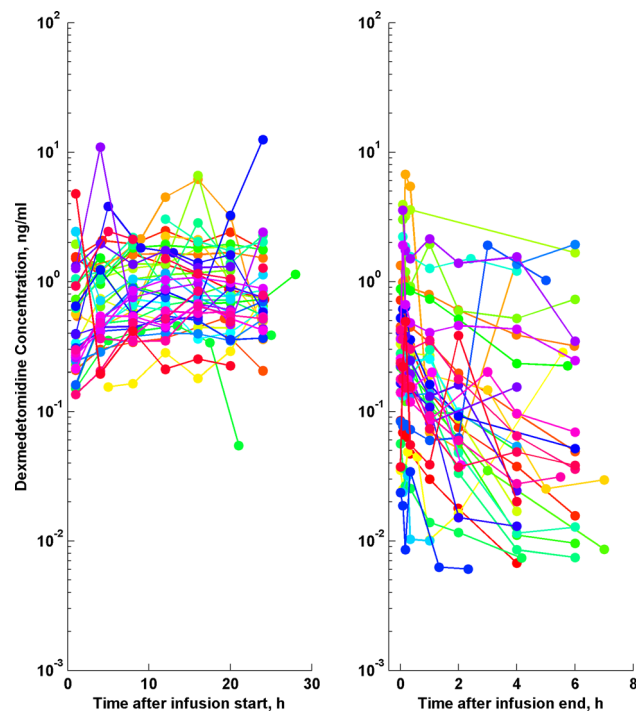 Dexmedetomidine Concentration, ng/ml
10²
10¹
10⁰
10⁻¹
10⁻²
10⁻³
0 10 20 30
Time after infusion start, h
10²
10¹
10⁰
10⁻¹
10⁻²
10⁻³
0 2 4 6 8
Time after infusion end, h